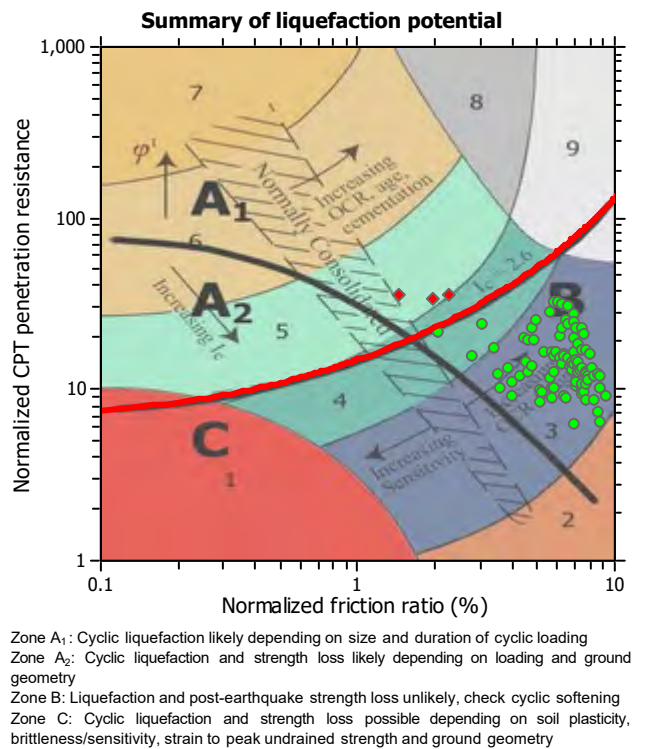 Summary of liquefaction potential
1,000
7
8
9
φ'
Increasing
OCR, age,
cementation
Normally Consolidated
A1
100
6
Ic = 2.6
A2
Increasing Ic
B
5
10
4
C
3
Increasing
Sensitivity
1
2
1
0.1
1
10
Normalized CPT penetration resistance
Normalized friction ratio (%)
Zone A1: Cyclic liquefaction likely depending on size and duration of cyclic loading
Zone A2: Cyclic liquefaction and strength loss likely depending on loading and ground
geometry
Zone B: Liquefaction and post-earthquake strength loss unlikely, check cyclic softening
Zone C: Cyclic liquefaction and strength loss possible depending on soil plasticity,
brittleness/sensitivity, strain to peak undrained strength and ground geometry